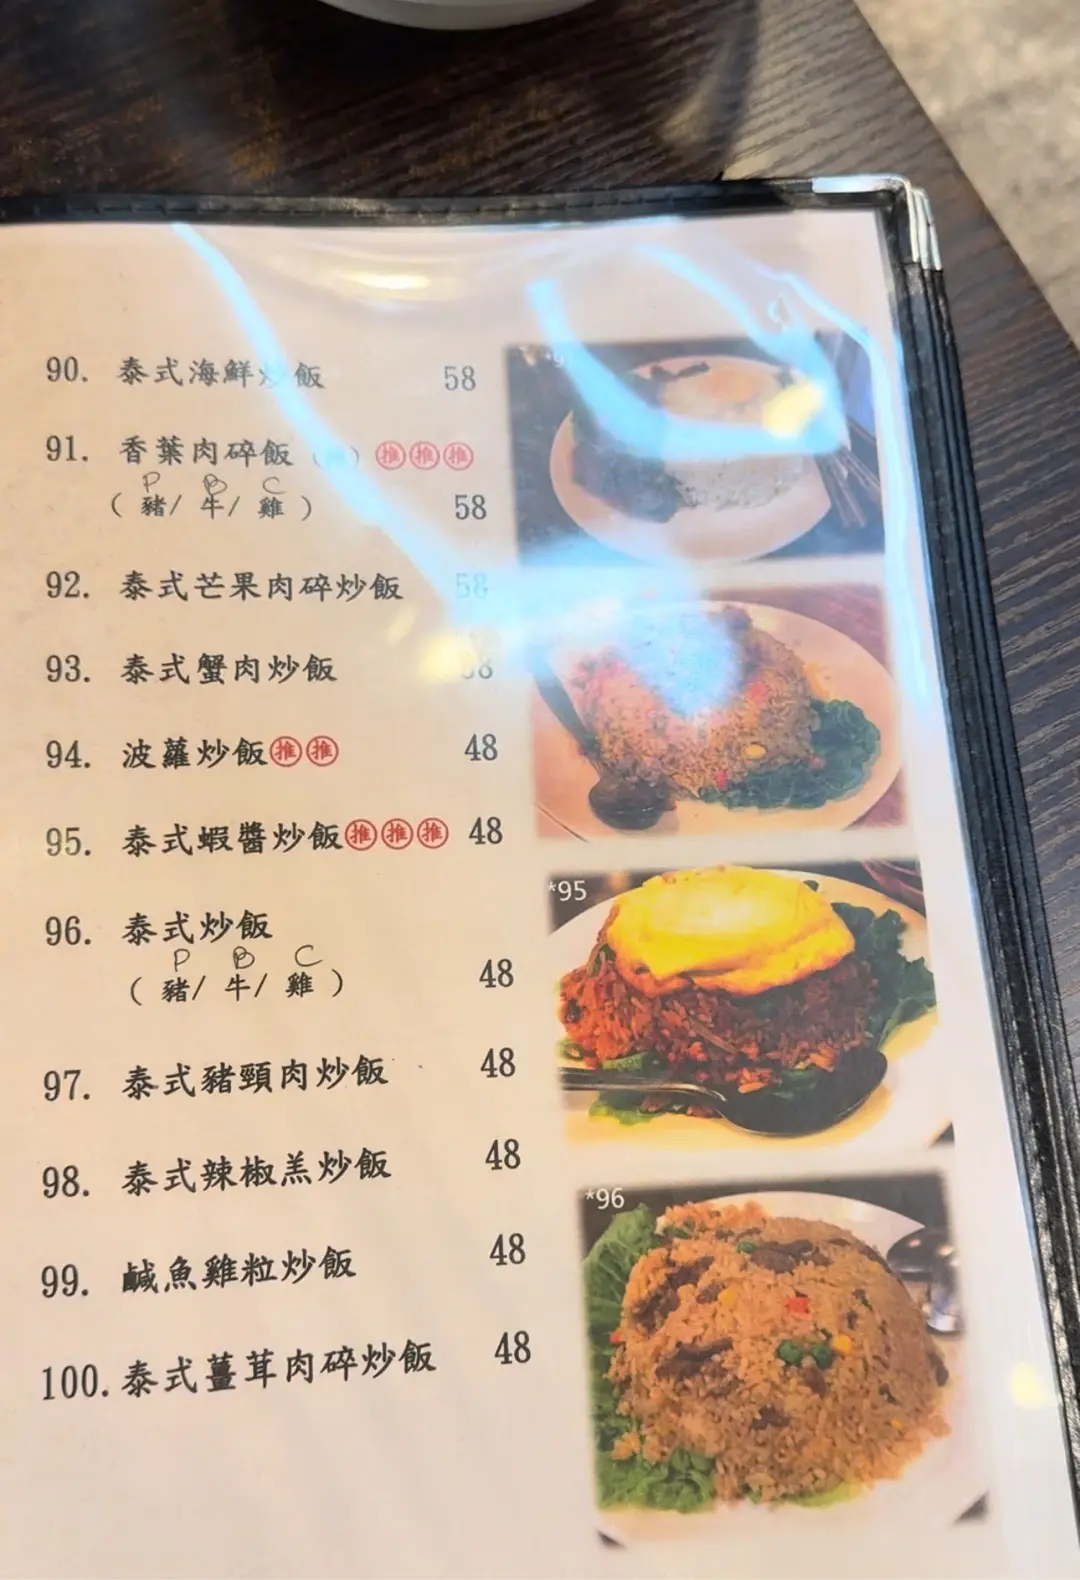 90. 泰式海鮮炒飯 58
91. 香葉肉碎飯 推推推
P B C
( 豬/ 牛/ 雞 ) 58
92. 泰式芒果肉碎炒飯 58
93. 泰式蟹肉炒飯 58
94. 波蘿炒飯推推 48
95. 泰式蝦醬炒飯推推推 48
*95
96. 泰式炒飯
P B C
( 豬/ 牛/ 雞 ) 48
97. 泰式豬頸肉炒飯 48
98. 泰式辣椒羔炒飯 48
*96
99. 鹹魚雞粒炒飯 48
100. 泰式薑茸肉碎炒飯 48